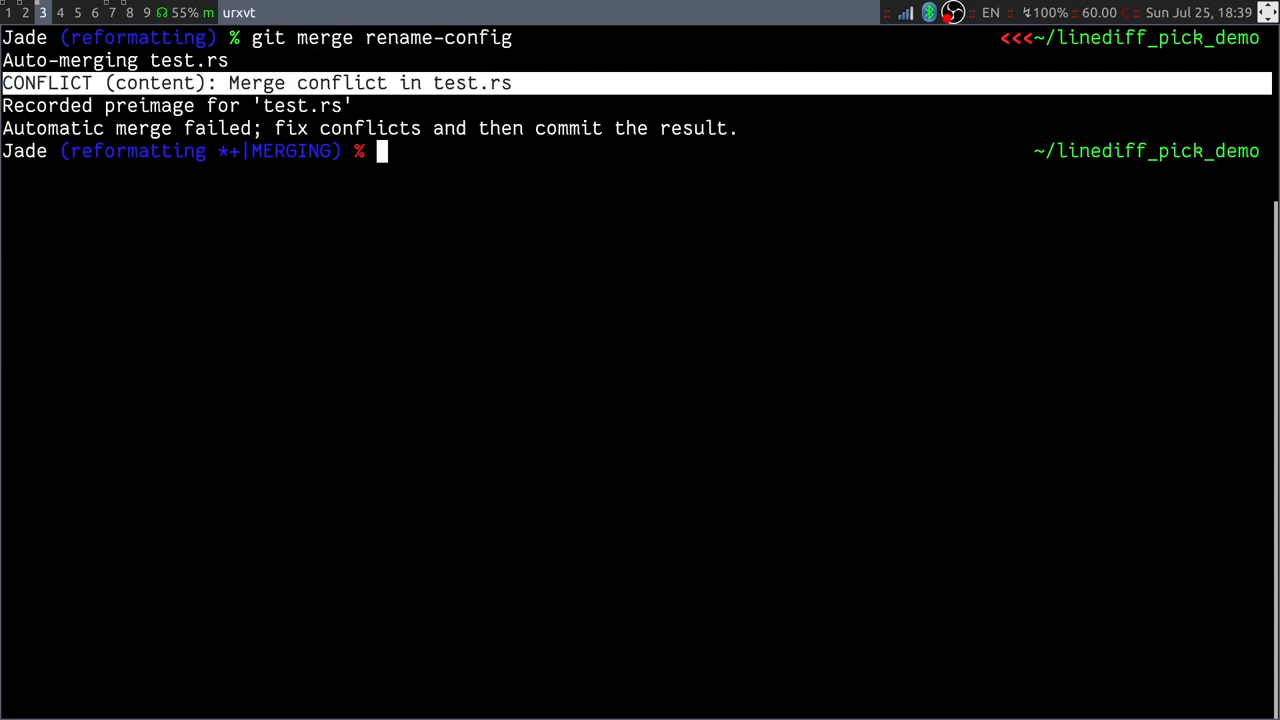 1 2 3 4 5 6 7 8 9 55% m urxvt EN 100% 60.00 Sun Jul 25, 18:39
Jade (reformatting) % git merge rename-config <<<~/linediff_pick_demo
Auto-merging test.rs
CONFLICT (content): Merge conflict in test.rs
Recorded preimage for 'test.rs'
Automatic merge failed; fix conflicts and then commit the result.
Jade (reformatting *+|MERGING) % ~/linediff_pick_demo